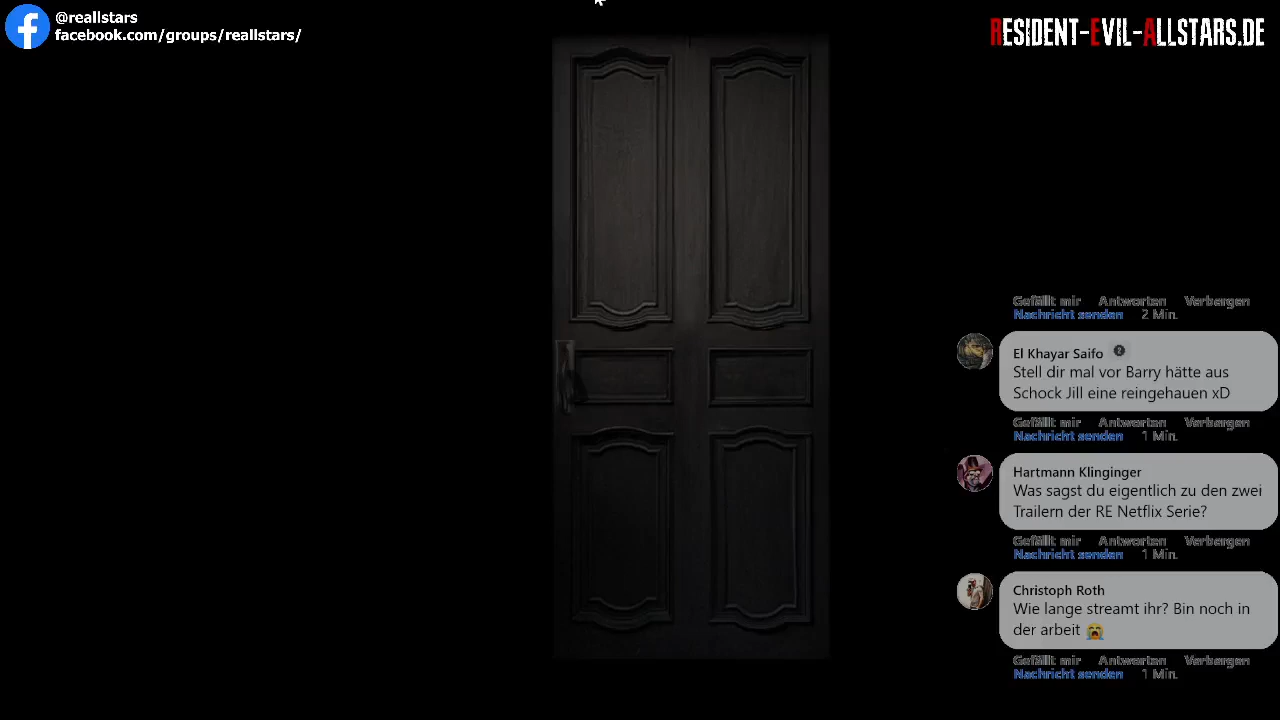 @reallstars
facebook.com/groups/reallstars/
RESIDENT-EVIL-ALLSTARS.DE
Gefällt mir Antworten Verbergen
Nachricht senden 2 Min.
El Khayar Saifo
Stell dir mal vor Barry hätte aus
Schock Jill eine reingehauen xD
Gefällt mir Antworten Verbergen
Nachricht senden 1 Min.
Hartmann Klinginger
Was sagst du eigentlich zu den zwei
Trailern der RE Netflix Serie?
Gefällt mir Antworten Verbergen
Nachricht senden 1 Min.
Christoph Roth
Wie lange streamt ihr? Bin noch in
der arbeit 😭
Gefällt mir Antworten Verbergen
Nachricht senden 1 Min.